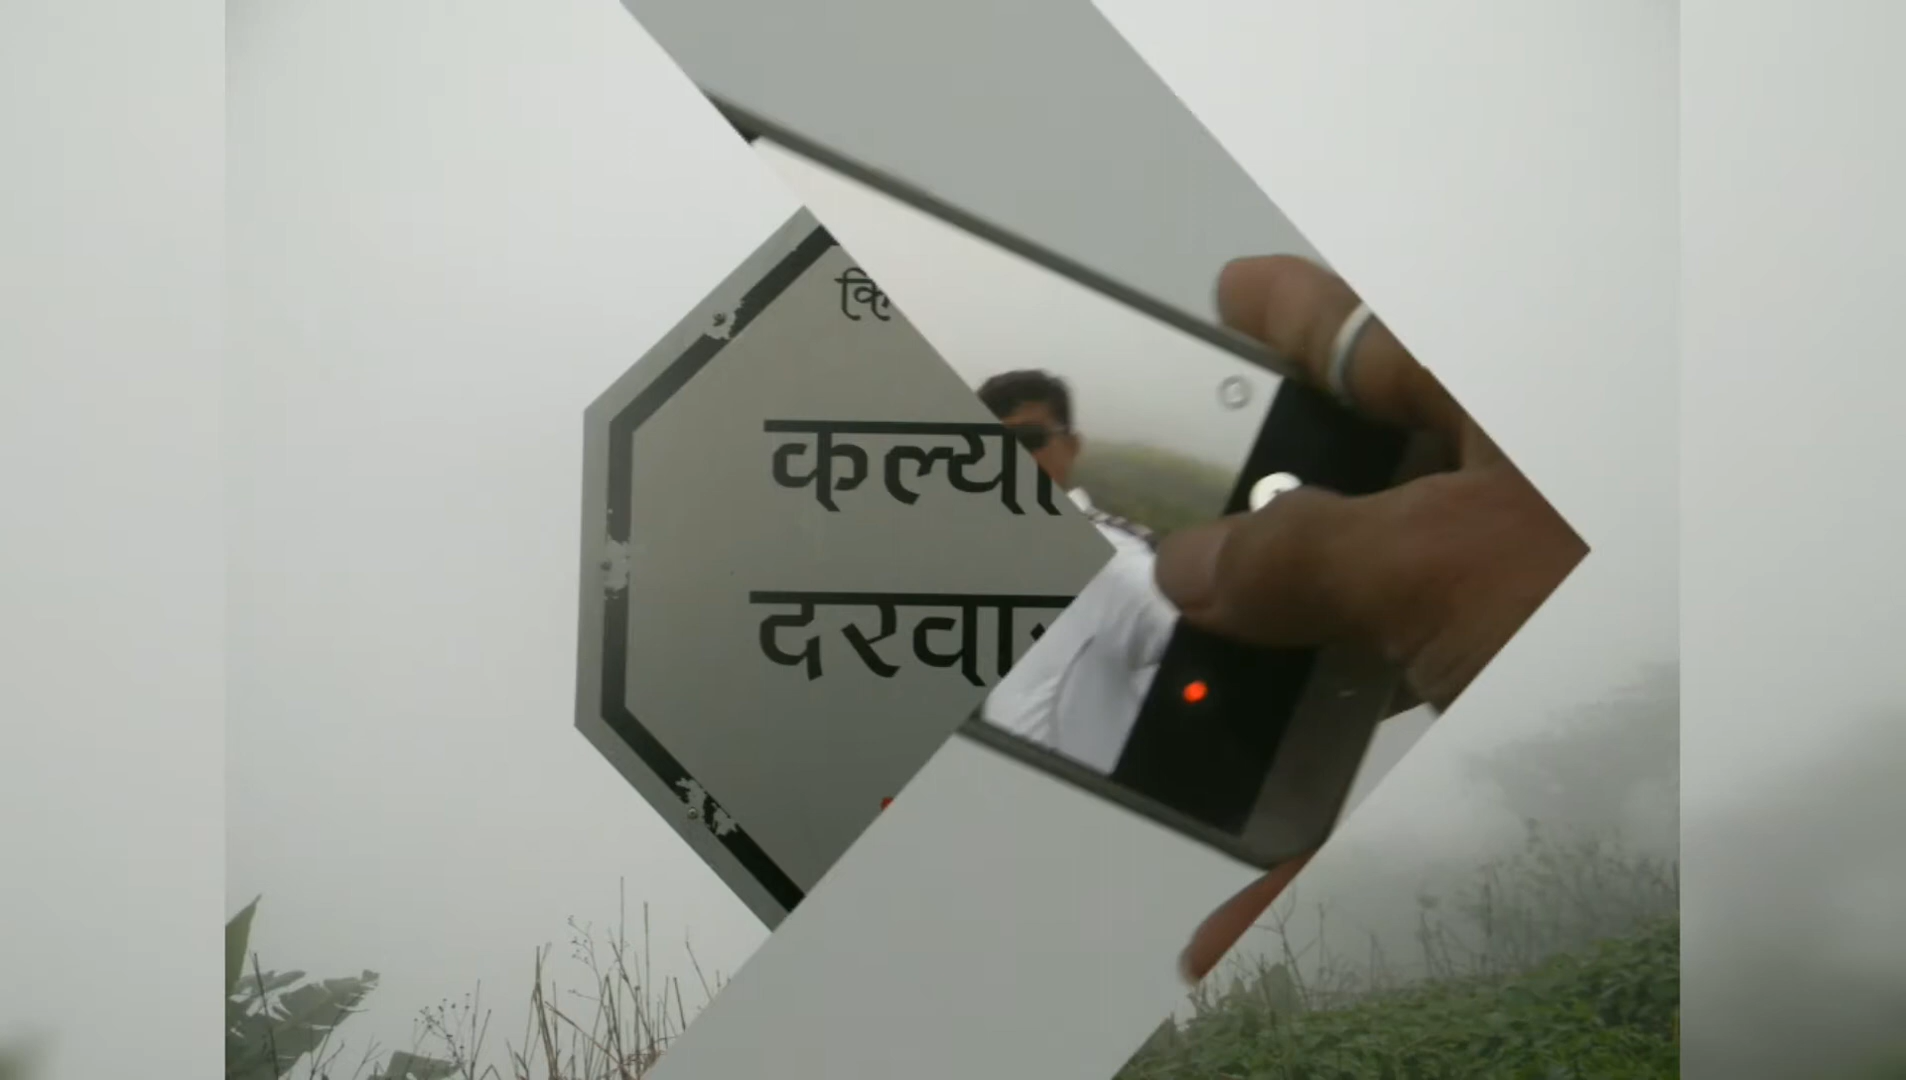 कि
कल्या
दरवा